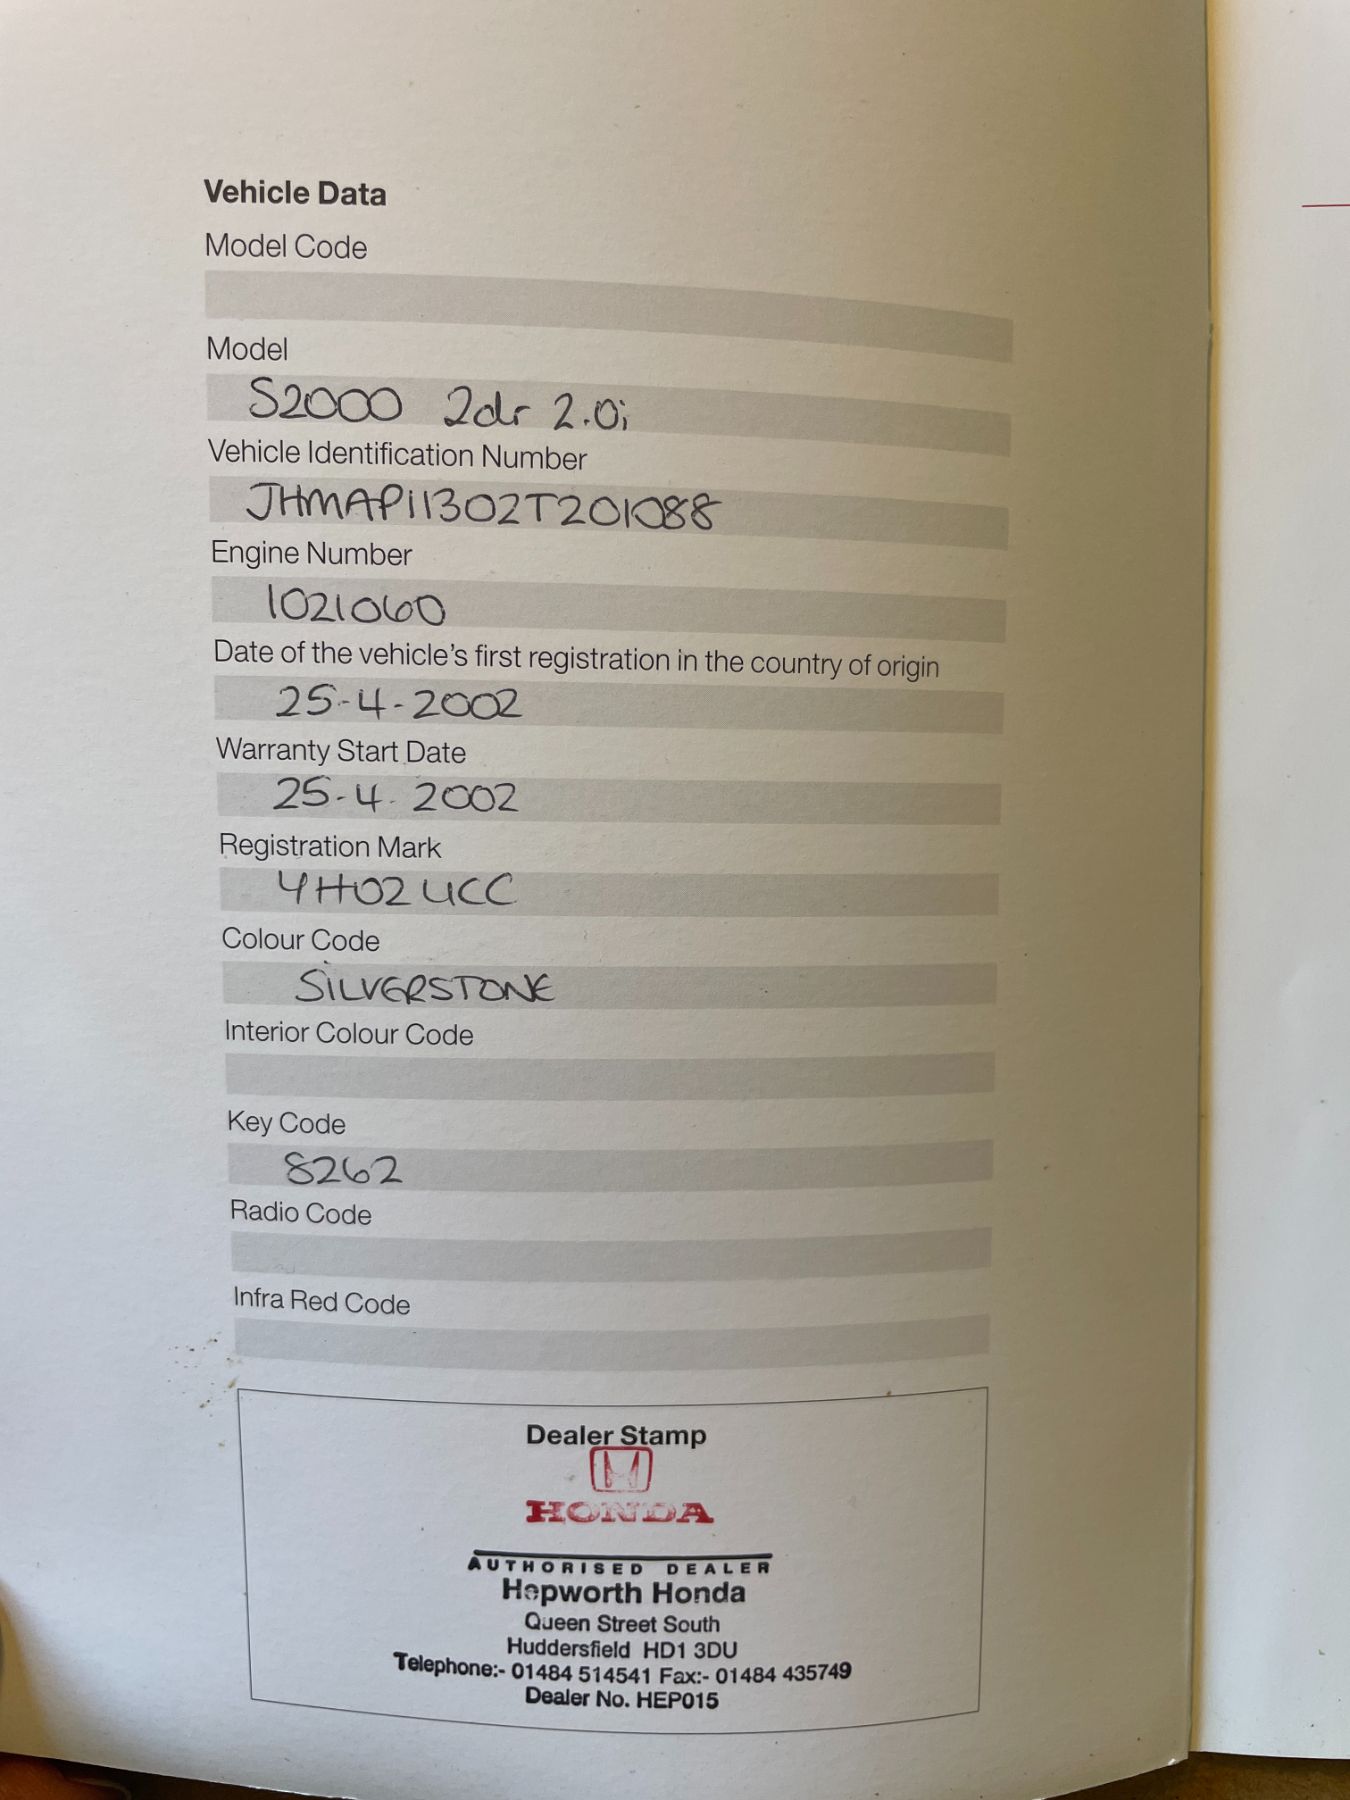 Vehicle Data
Model Code
Model
S2000 2dr 2.0i
Vehicle Identification Number
JHMAP11302T201088
Engine Number
1021060
Date of the vehicle's first registration in the country of origin
25-4-2002
Warranty Start Date
25-4-2002
Registration Mark
YH02 UCC
Colour Code
SILVERSTONE
Interior Colour Code
Key Code
8262
Radio Code
Infra Red Code
Dealer Stamp
HONDA
AUTHORISED DEALER
Hepworth Honda
Queen Street South
Huddersfield HD1 3DU
Telephone:- 01484 514541 Fax:- 01484 435749
Dealer No. HEP015